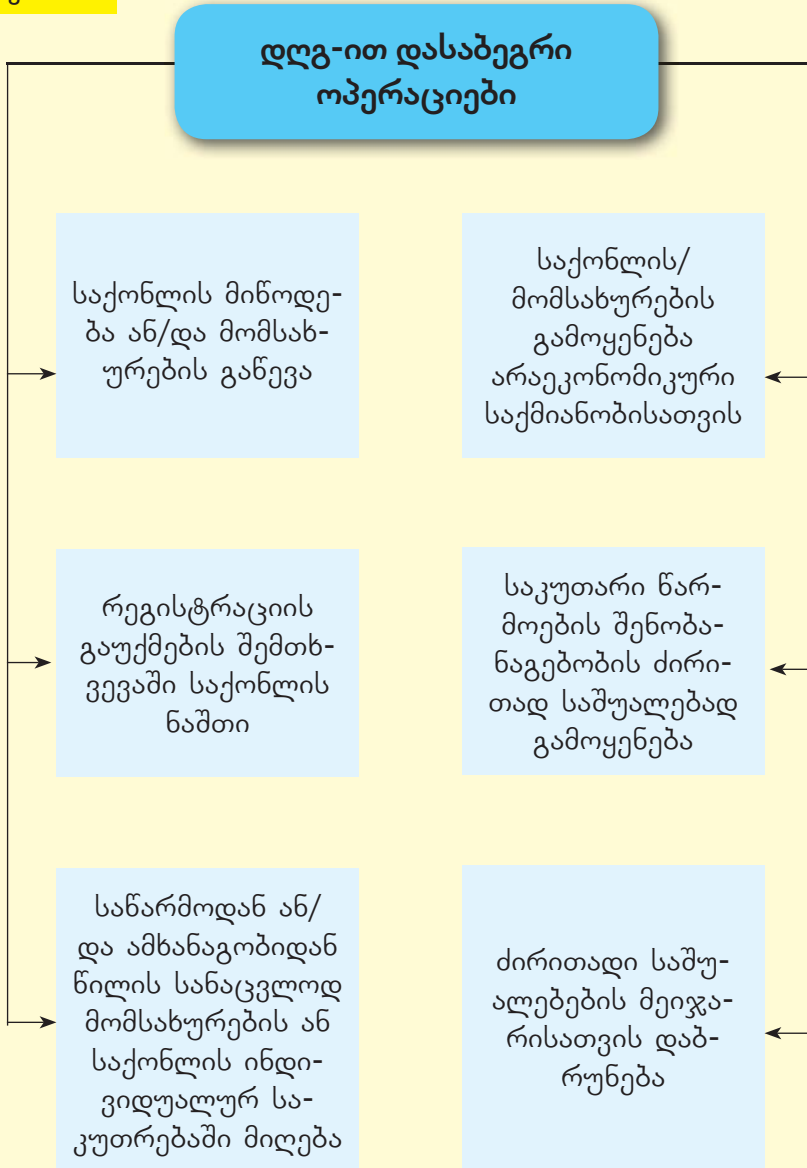 დღგ-ით დასაბეგრი
ოპერაციები
საქონლის მიწოდე-
ბა ან/და მომსახ-
ურების გაწევა
საქონლის/
მომსახურების
გამოყენება
არაეკონომიკური
საქმიანობისათვის
რეგისტრაციის
გაუქმების შემთხ-
ვევაში საქონლის
ნაშთი
საკუთარი წარ-
მოების შენობა-
ნაგებობის ძირი-
თად საშუალებად
გამოყენება
საწარმოდან ან/
და ამხანაგობიდან
წილის სანაცვლოდ
მომსახურების ან
საქონლის ინდი-
ვიდუალურ სა-
კუთრებაში მიღება
ძირითადი საშუ-
ალებების მეიჯა-
რისათვის დაბ-
რუნება